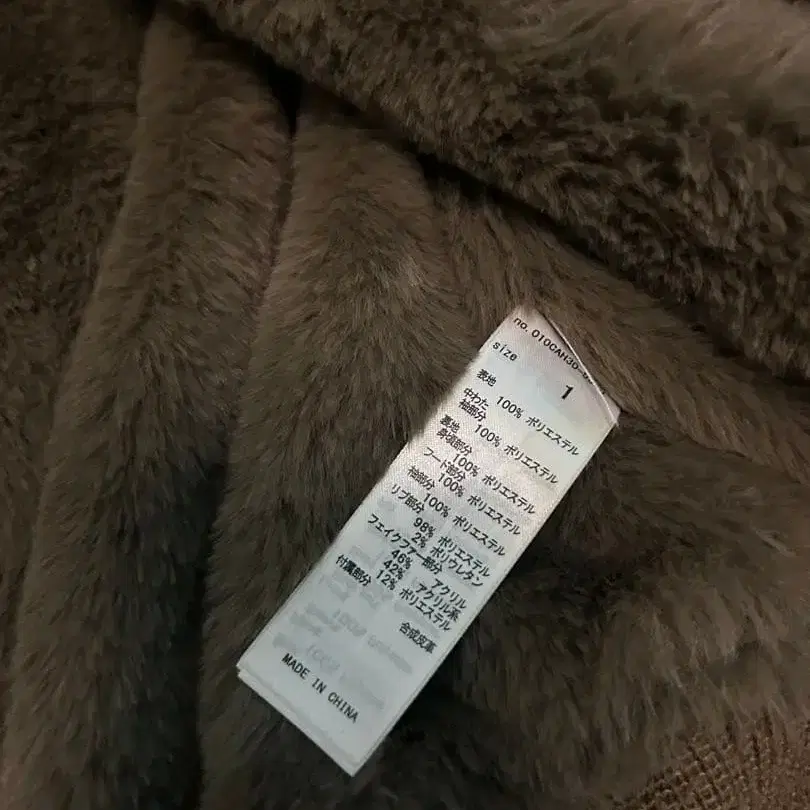 no. 010CAH30-
size
1
表地
100% ポリエステル
中わた
袖部分
100% ポリエステル
裏地
身頃部分
100% ポリエステル
フード部分
100% ポリエステル
袖部分
100% ポリエステル
リブ部分
98% ポリエステル
2% ポリウレタン
フェイクファー部分
46% アクリル
42% アクリル系
12% ポリエステル
付属部分
合成皮革
MADE IN CHINA